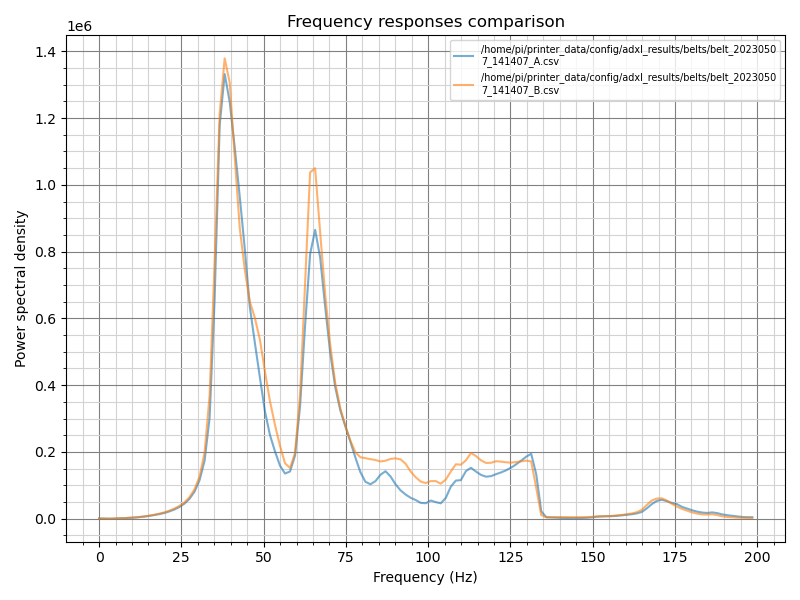 Frequency responses comparison
1e6
/home/pi/printer_data/config/adxl_results/belts/belt_2023050
7_141407_A.csv
/home/pi/printer_data/config/adxl_results/belts/belt_2023050
7_141407_B.csv
1.4
1.2
1.0
0.8
0.6
0.4
0.2
0.0
Power spectral density
0 25 50 75 100 125 150 175 200
Frequency (Hz)